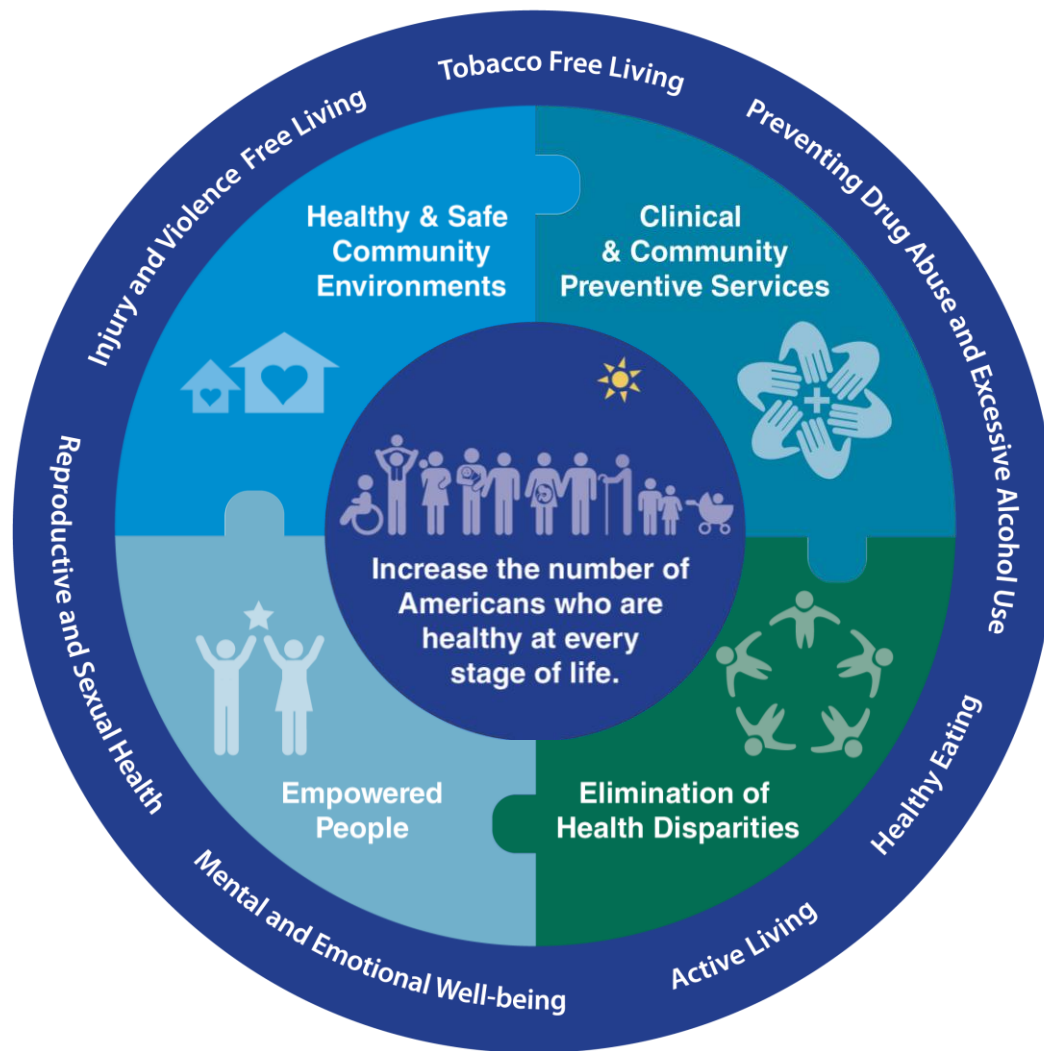 Tobacco Free Living
Preventing Drug Abuse and Excessive Alcohol Use
Healthy Eating
Active Living
Mental and Emotional Well-being
Reproductive and Sexual Health
Injury and Violence Free Living
Healthy & Safe
Community
Environments
Clinical
& Community
Preventive Services
Increase the number of
Americans who are
healthy at every
stage of life.
Empowered
People
Elimination of
Health Disparities